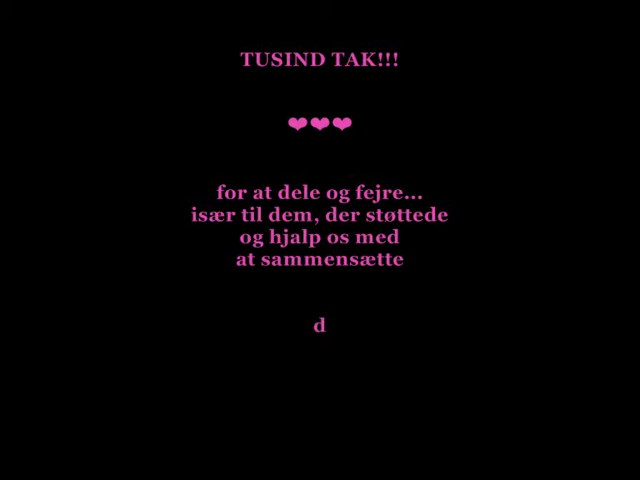 TUSIND TAK!!!
❤❤❤
for at dele og fejre...
især til dem, der støttede
og hjalp os med
at sammensætte
d